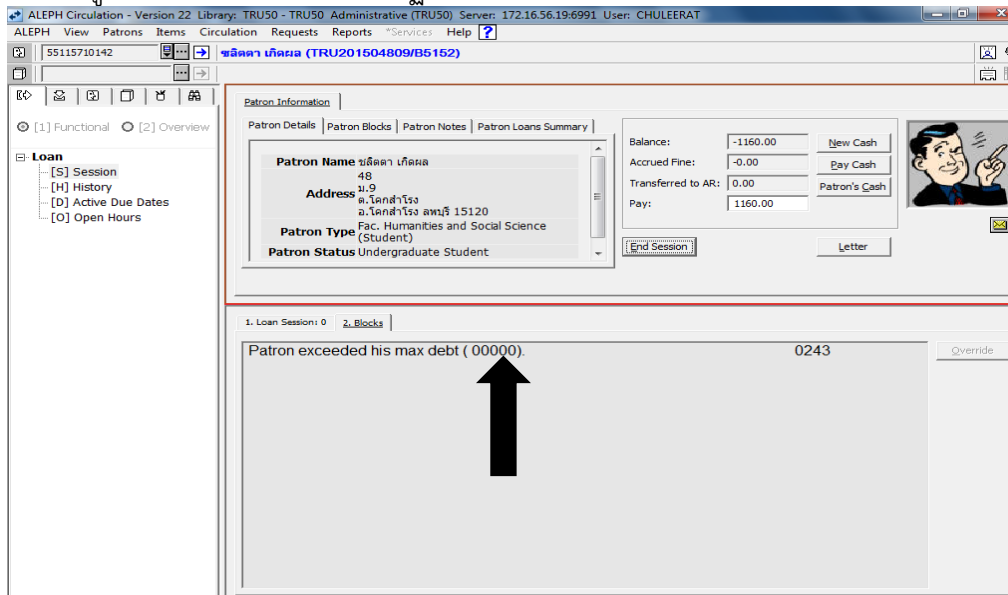 ALEPH Circulation - Version 22 Library: TRU50 - TRU50 Administrative (TRU50) Server: 172.16.56.19:6991 User: CHULEERAT
ALEPH View Patrons Items Circulation Requests Reports *Services Help ?
55115710142 ... ชลิตตา เกิดผล (TRU201504809/B5152)
...
[1] Functional [2] Overview
Loan
[S] Session
[H] History
[D] Active Due Dates
[O] Open Hours
Patron Information
Patron Details Patron Blocks Patron Notes Patron Loans Summary
Patron Name ชลิตตา เกิดผล
Address 48
ม.9
ต.โคกสำโรง
อ.โคกสำโรง ลพบุรี 15120
Patron Type Fac. Humanities and Social Science (Student)
Patron Status Undergraduate Student
Balance: -1160.00 New Cash
Accrued Fine: -0.00 Pay Cash
Transferred to AR: 0.00 Patron's Cash
Pay: 1160.00
End Session Letter
1. Loan Session: 0 2. Blocks
Patron exceeded his max debt ( 00000). 0243 Override